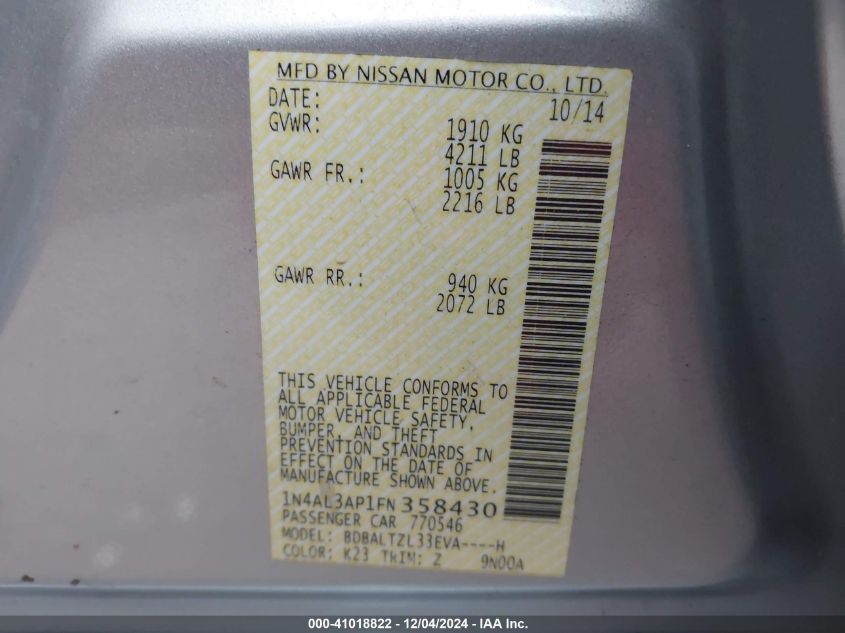 MFD BY NISSAN MOTOR CO., LTD.
DATE: 10/14
GVWR: 1910 KG
4211 LB
GAWR FR.: 1005 KG
2216 LB
GAWR RR.: 940 KG
2072 LB
THIS VEHICLE CONFORMS TO
ALL APPLICABLE FEDERAL
MOTOR VEHICLE SAFETY,
BUMPER, AND THEFT
PREVENTION STANDARDS IN
EFFECT ON THE DATE OF
MANUFACTURE SHOWN ABOVE.
1N4AL3AP1FN358430
PASSENGER CAR 770546
MODEL: BDBALTZL33EVA----H
COLOR: K23 TRIM: Z 9N00A
000-41018822 - 12/04/2024 - IAA Inc.